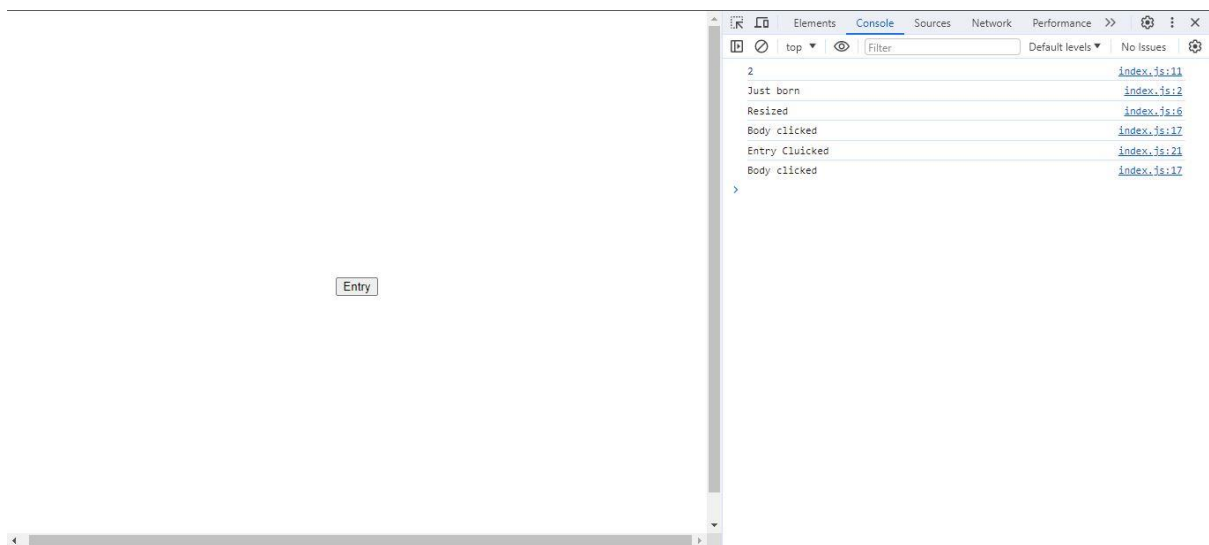 Entry
Elements Console Sources Network Performance
top Filter Default levels No Issues
2 index.js:11
Just born index.js:2
Resized index.js:6
Body clicked index.js:17
Entry Cluicked index.js:21
Body clicked index.js:17